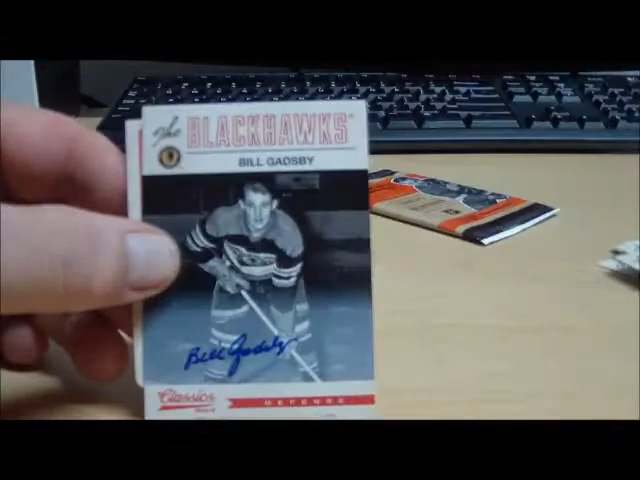 The BLACKHAWKS
BILL GADSBY
Bill Gadsby
Classics
DEFENSE